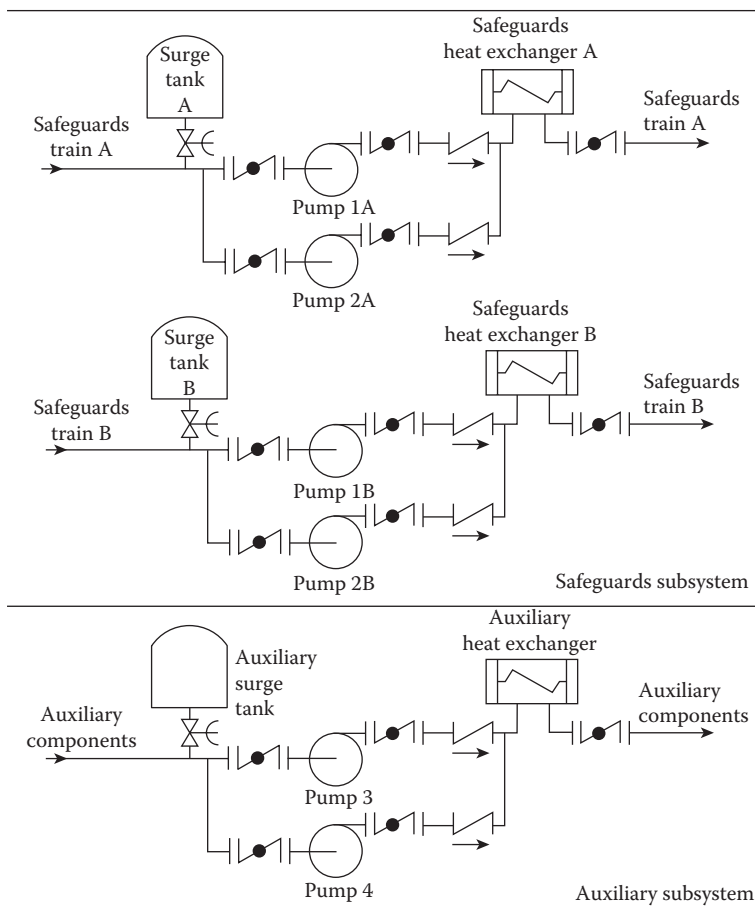 Safeguards
heat exchanger A
Surge
tank
A
Safeguards
train A
Safeguards
train A
Pump 1A
Pump 2A
Safeguards
heat exchanger B
Surge
tank
B
Safeguards
train B
Safeguards
train B
Pump 1B
Pump 2B
Safeguards subsystem
Auxiliary
heat exchanger
Auxiliary
surge
tank
Auxiliary
components
Auxiliary
components
Pump 3
Pump 4
Auxiliary subsystem